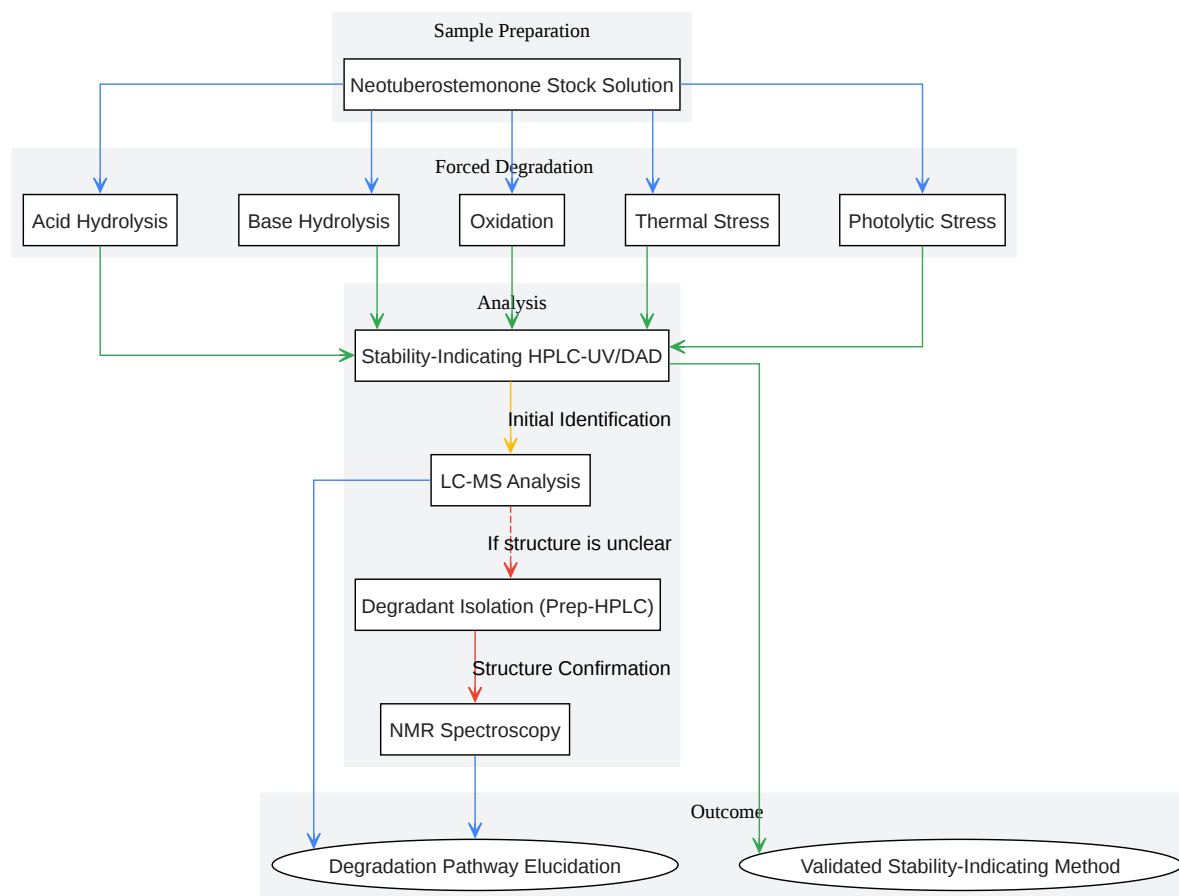 Sample Preparation
Neotuberostemonone Stock Solution
Forced Degradation
Acid Hydrolysis
Base Hydrolysis
Oxidation
Thermal Stress
Photolytic Stress
Analysis
Stability-Indicating HPLC-UV/DAD
Initial Identification
LC-MS Analysis
If structure is unclear
Degradant Isolation (Prep-HPLC)
Structure Confirmation
NMR Spectroscopy
Outcome
Degradation Pathway Elucidation
Validated Stability-Indicating Method